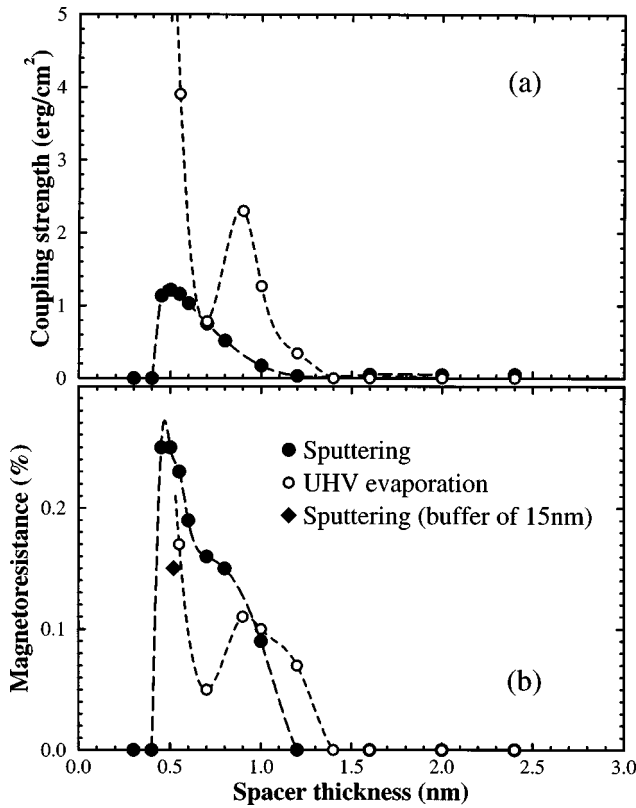 5
4
3
2
1
0
Coupling strength (erg/cm²)
(a)
0.2
0.1
0.0
Magnetoresistance (%)
Sputtering
UHV evaporation
Sputtering (buffer of 15nm)
(b)
0.0 0.5 1.0 1.5 2.0 2.5 3.0
Spacer thickness (nm)